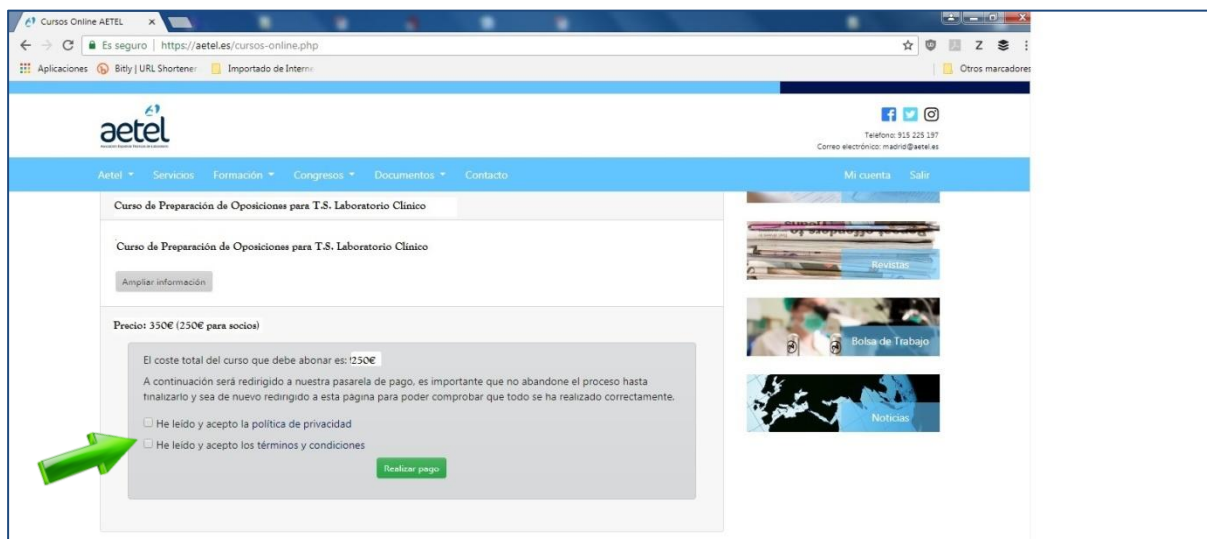 Cursos Online AETEL
Es seguro | https://aetel.es/cursos-online.php
Aplicaciones Bitly | URL Shortener Importado de Interne Otros marcadores
aetel
Telefono: 915 225 197
Correo electrónico: madrid@aetel.es
Aetel Servicios Formación Congresos Documentos Contacto Mi cuenta Salir
Curso de Preparación de Oposiciones para T.S. Laboratorio Clínico
Curso de Preparación de Oposiciones para T.S. Laboratorio Clínico
Ampliar información
Revistas
Precio: 350€ (250€ para socios)
Bolsa de Trabajo
El coste total del curso que debe abonar es: 250€
A continuación será redirigido a nuestra pasarela de pago, es importante que no abandone el proceso hasta
finalizarlo y sea de nuevo redirigido a esta página para poder comprobar que todo se ha realizado correctamente.
He leído y acepto la política de privacidad
Noticias
He leído y acepto los términos y condiciones
Realizar pago